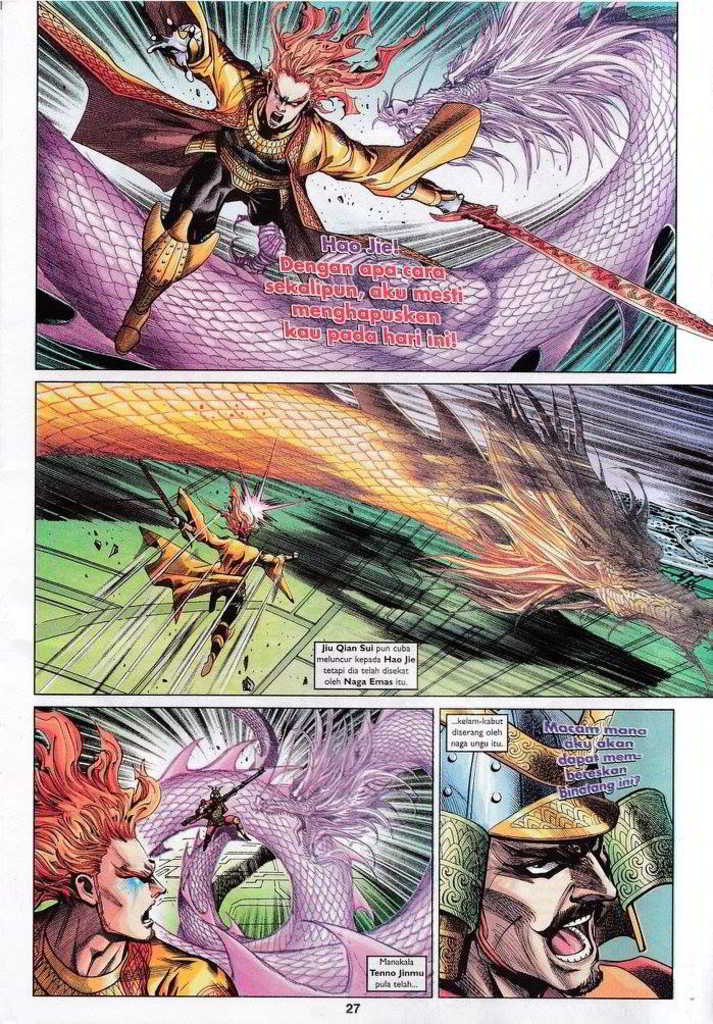 Hao Jie!
Dengan apa cara
sekalipun, aku mesti
menghapuskan
kau pada hari ini!
Jiu Qian Sui pun cuba
meluncur kepada Hao Jie
tetapi dia telah disekat
oleh Naga Emas itu.
Manakala
Tenno Jinmu
pula telah...
...kelam-kabut
diserang oleh
naga ungu itu.
Macam mana
aku akan
dapat mem-
bereskan
Binatang ini?
27